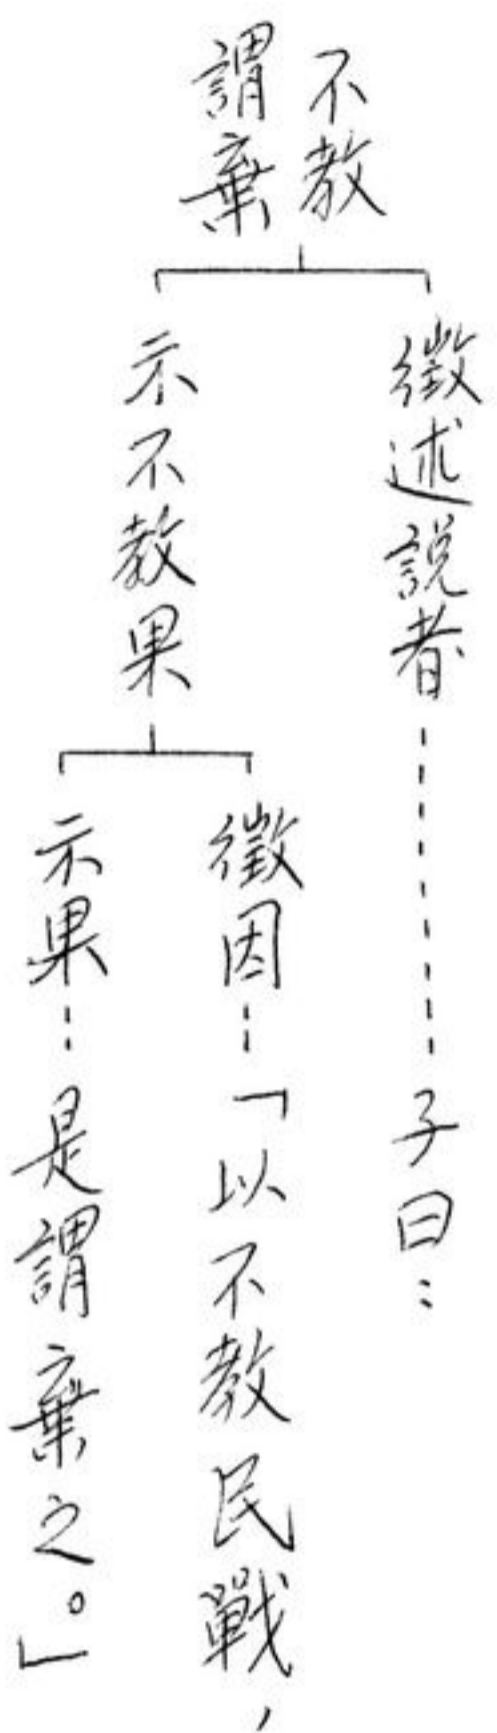 不教
謂棄
徵述說者
子曰：
示不教果
徵因
「以不教民戰，
示果
是謂棄之。」